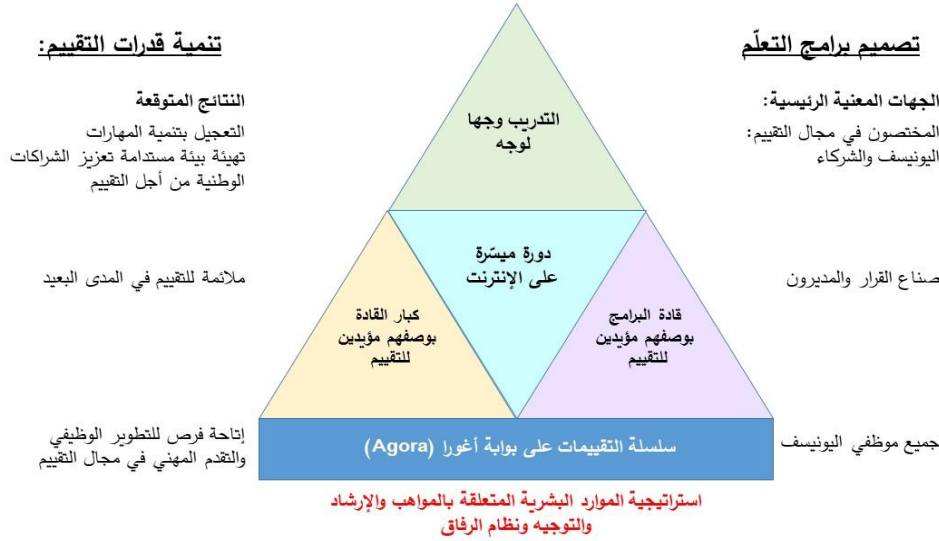 تصميم برامج التعلّم
الجهات المعنية الرئيسية:
المختصون في مجال التقييم:
اليونيسف والشركاء
صناع القرار والمديرون
جميع موظفي اليونيسف
التدريب وجها
لوجه
دورة ميسّرة
على الإنترنت
قادة البرامج
بوصفهم مؤيدين
للتقييم
كبار القادة
بوصفهم مؤيدين
للتقييم
سلسلة التقييمات على بوابة أغورا (Agora)
استراتيجية الموارد البشرية المتعلقة بالمواهب والإرشاد
والتوجيه ونظام الرفاق
تنمية قدرات التقييم:
النتائج المتوقعة
التعجيل بتنمية المهارات
تهيئة بيئة مستدامة تعزيز الشراكات
الوطنية من أجل التقييم
ملائمة للتقييم في المدى البعيد
إتاحة فرص للتطوير الوظيفي
والتقدم المهني في مجال التقييم